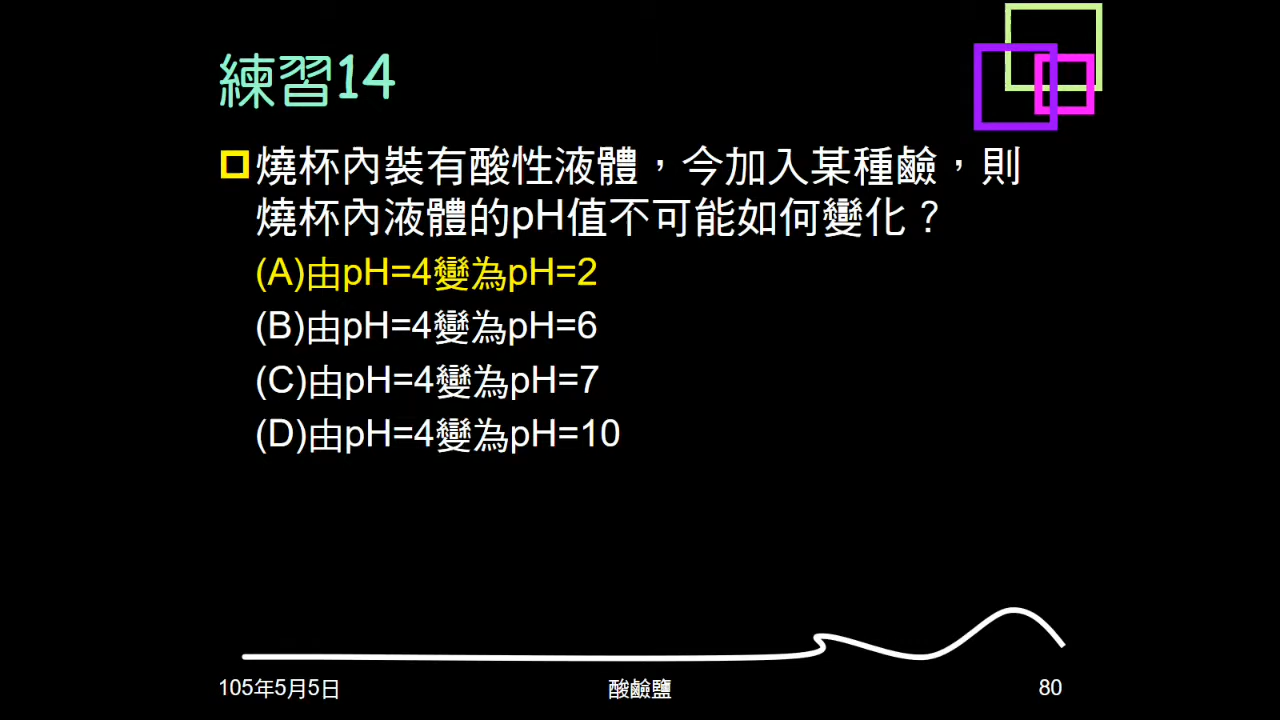 練習14
燒杯內裝有酸性液體，今加入某種鹼，則
燒杯內液體的pH值不可能如何變化？
(A)由pH=4變為pH=2
(B)由pH=4變為pH=6
(C)由pH=4變為pH=7
(D)由pH=4變為pH=10
105年5月5日
酸鹼鹽
80